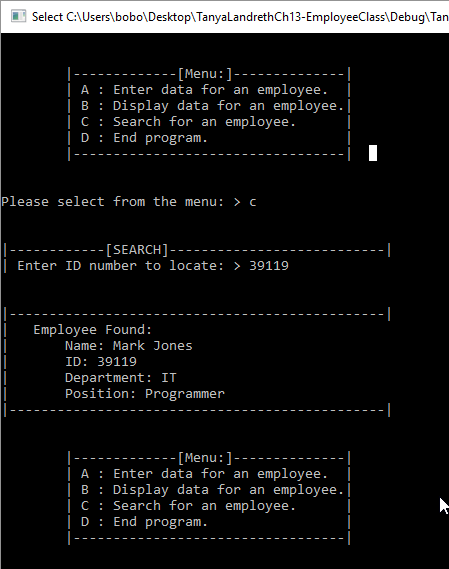 Select C:\Users\bobo\Desktop\TanyaLandrethCh13-EmployeeClass\Debug\Tan
|-------------[Menu:]--------------|
| A : Enter data for an employee.  |
| B : Display data for an employee.|
| C : Search for an employee.      |
| D : End program.                 |
|----------------------------------|
Please select from the menu: > c
|------------[SEARCH]---------------------------|
| Enter ID number to locate: > 39119
|-----------------------------------------------|
|   Employee Found:
|       Name: Mark Jones
|       ID: 39119
|       Department: IT
|       Position: Programmer
|-----------------------------------------------|
|-------------[Menu:]--------------|
| A : Enter data for an employee.  |
| B : Display data for an employee.|
| C : Search for an employee.      |
| D : End program.                 |
|----------------------------------|